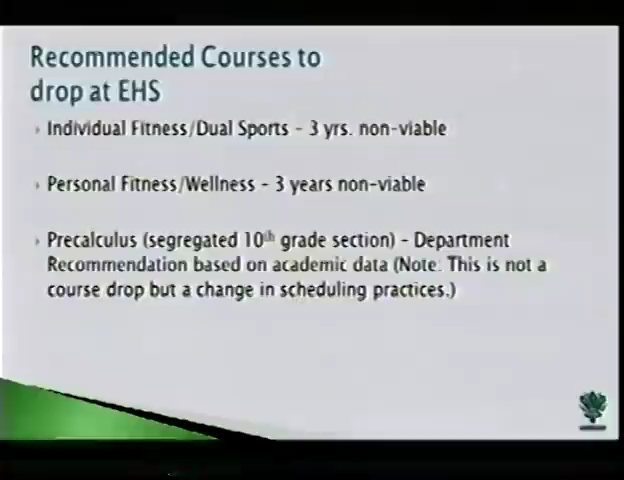 Recommended Courses to
drop at EHS
Individual Fitness/Dual Sports - 3 yrs. non-viable
Personal Fitness/Wellness - 3 years non-viable
Precalculus (segregated 10th grade section) - Department
Recommendation based on academic data (Note: This is not a
course drop but a change in scheduling practices.)